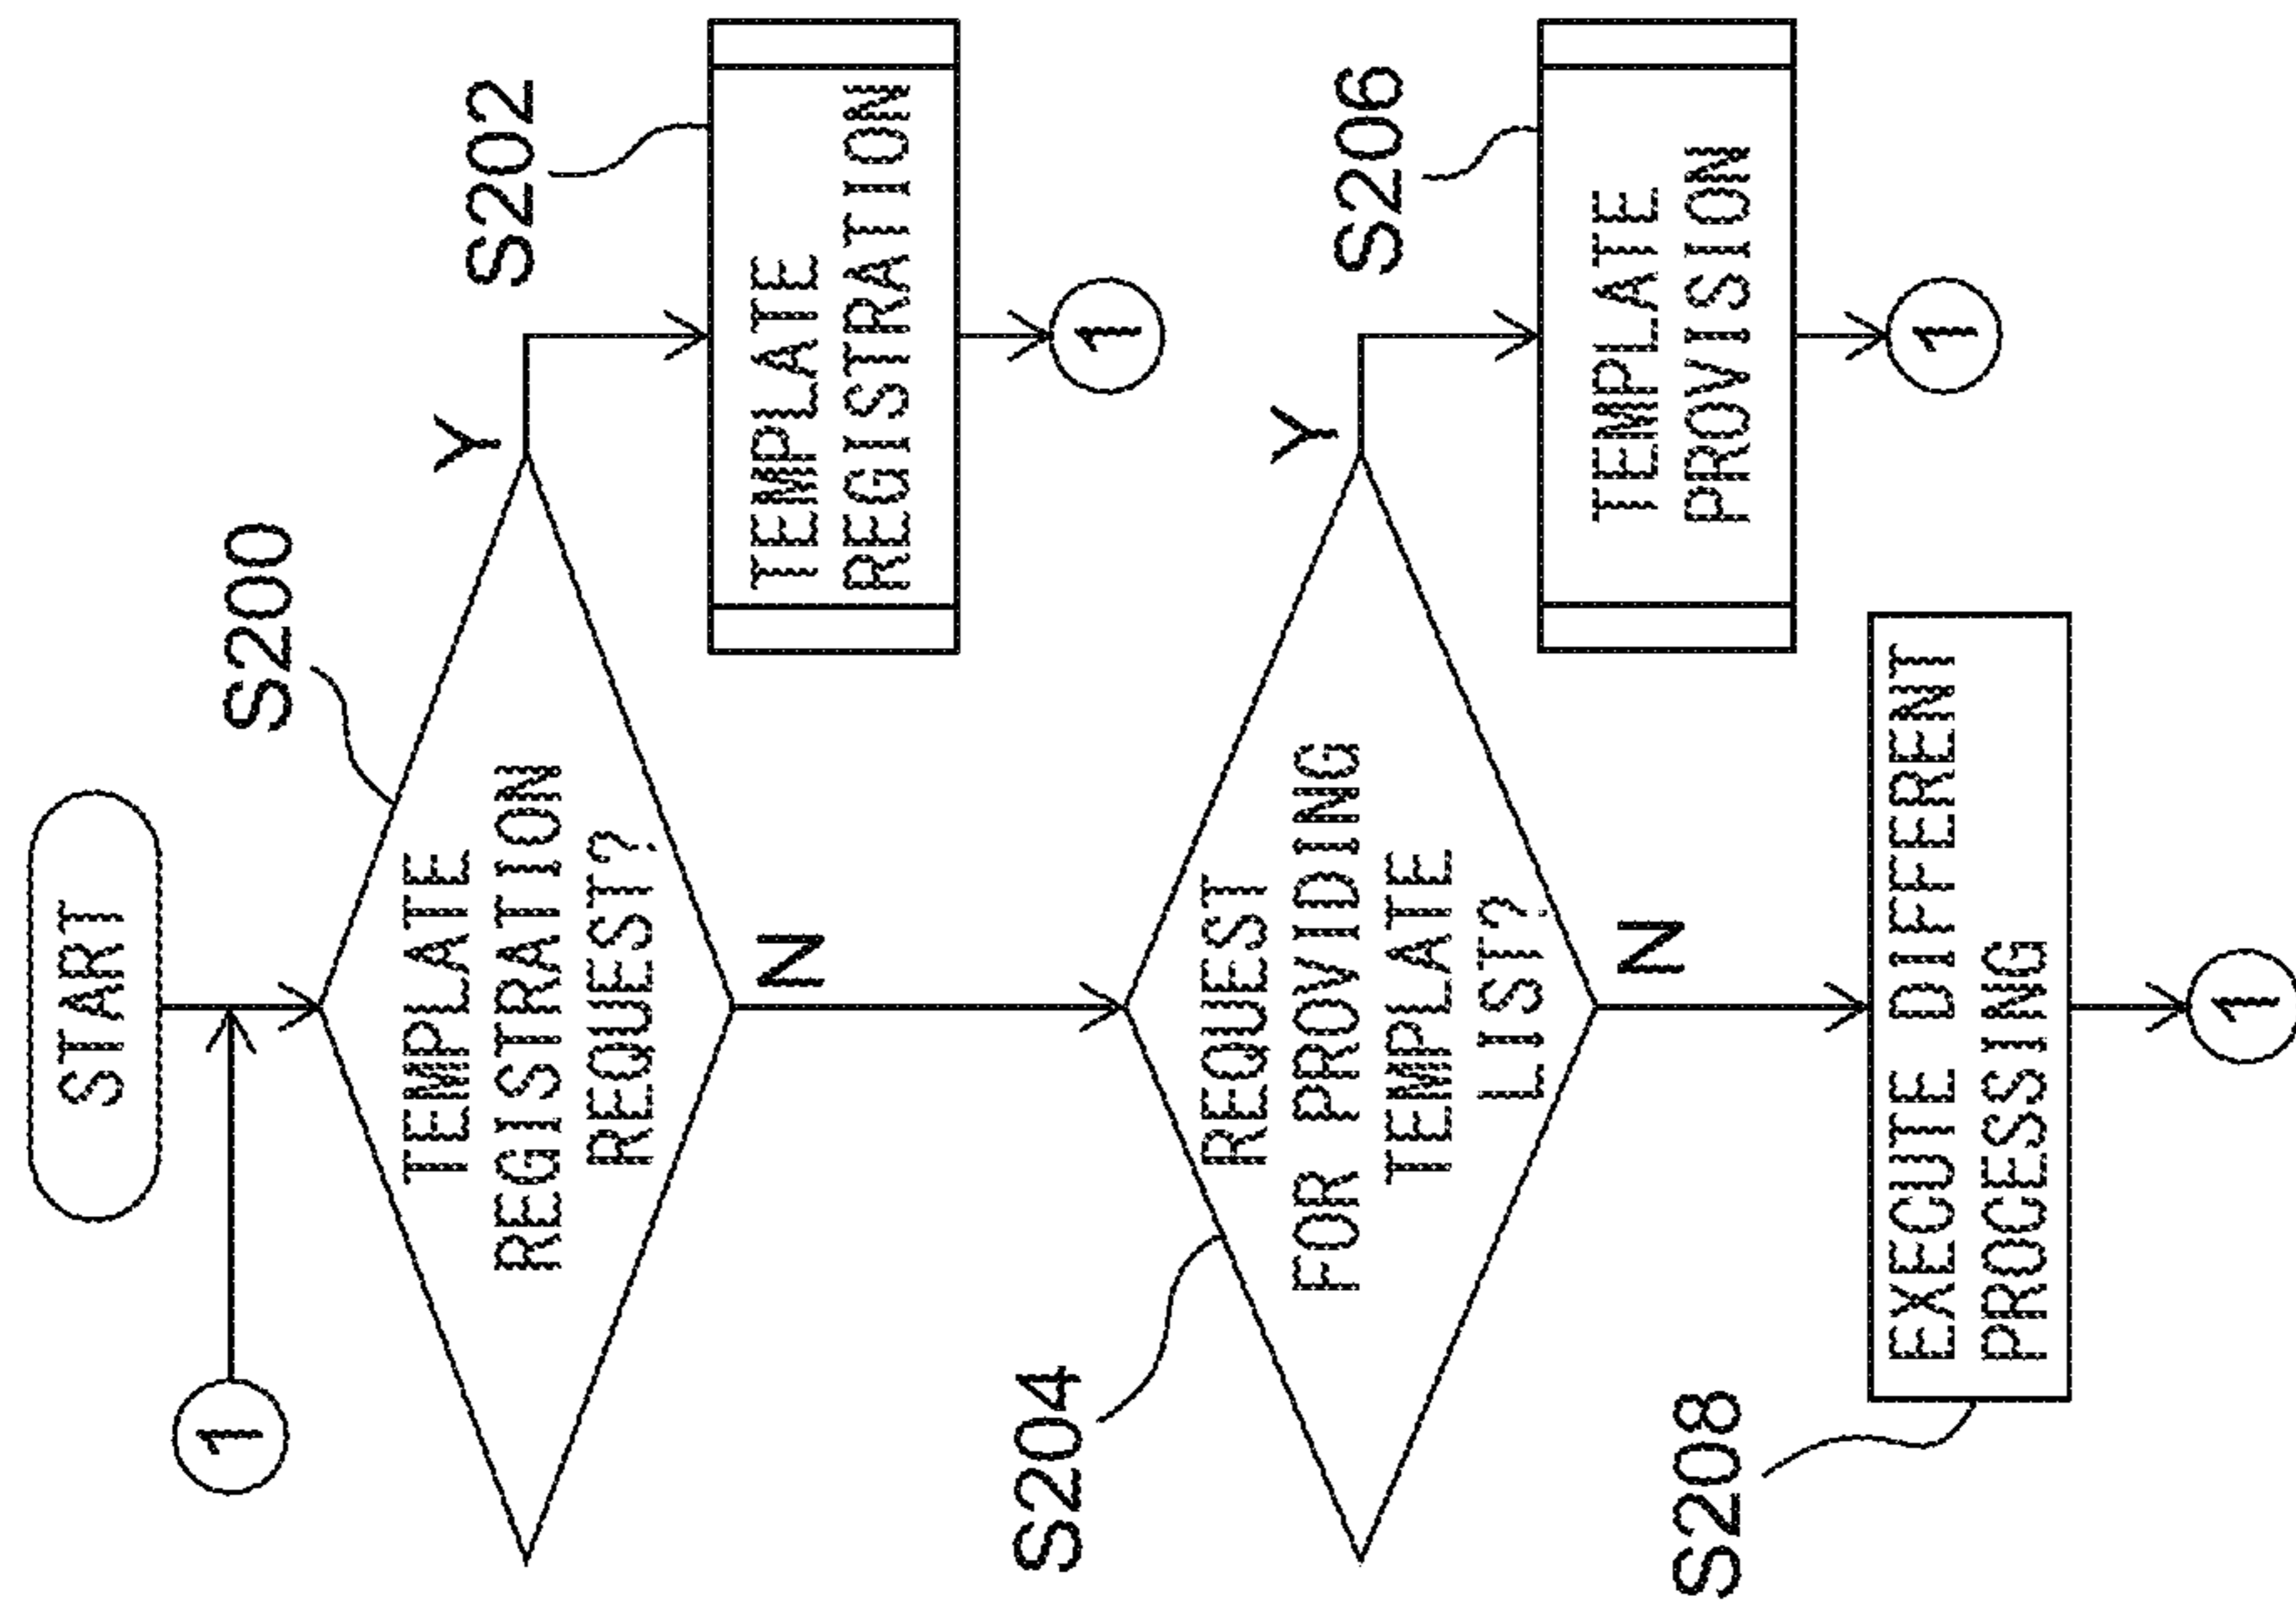 START
1
S200
TEMPLATE
REGISTRATION
REQUEST?
Y
S202
TEMPLATE
REGISTRATION
1
N
S204
REQUEST
FOR PROVIDING
TEMPLATE
LIST?
Y
S206
TEMPLATE
PROVISION
1
N
S208
EXECUTE DIFFERENT
PROCESSING
1